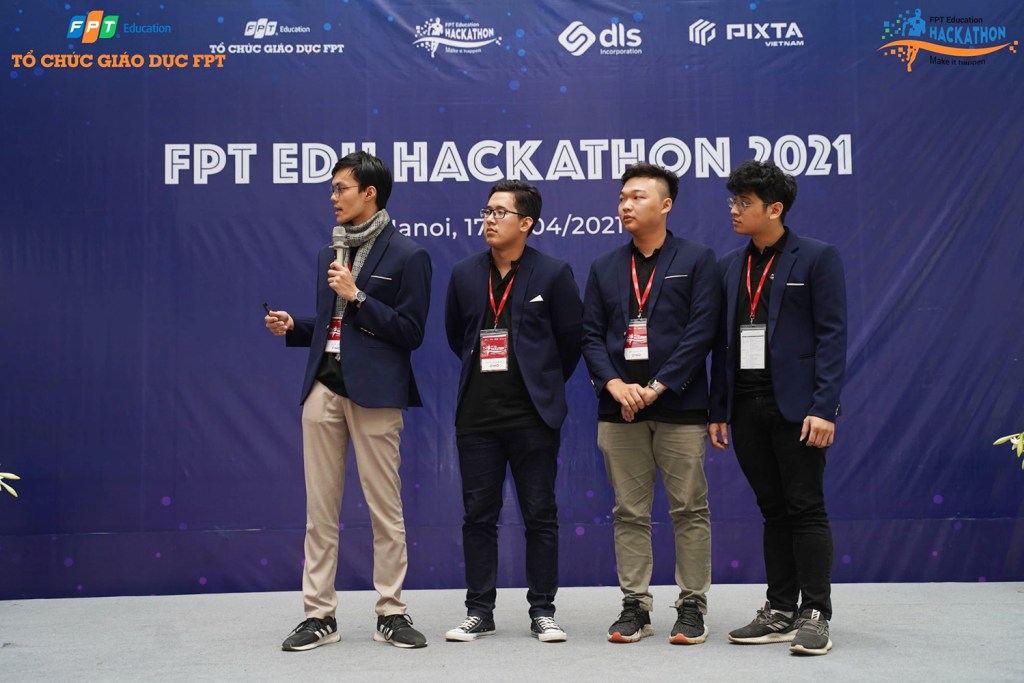 FPT Education
TỔ CHỨC GIÁO DỤC FPT
FPT Education
TỔ CHỨC GIÁO DỤC FPT
FPT Education
HACKATHON
Make it happen
dls
Incorporation
PIXTA
VIETNAM
FPT Education
HACKATHON
Make it happen
FPT EDU HACKATHON 2021
Hanoi, 17 04/2021